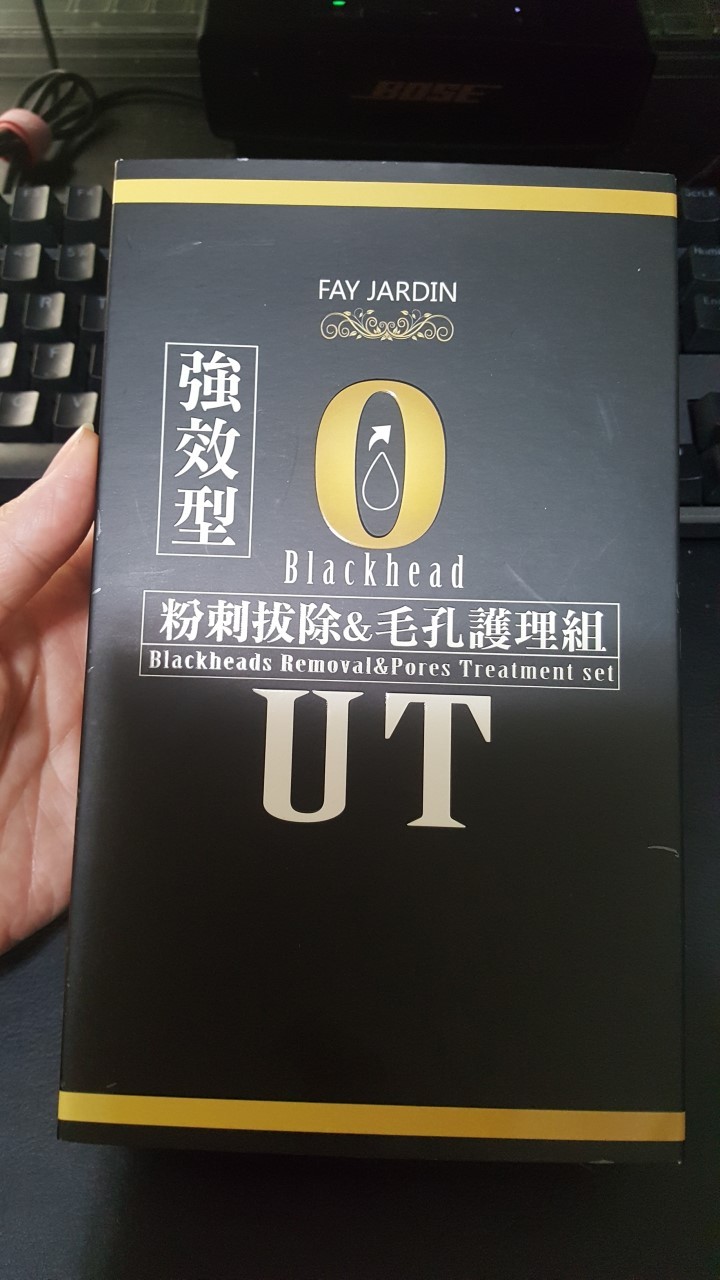 BOSE
FAY JARDIN
強效型
0
Blackhead
粉刺拔除&毛孔護理組
Blackheads Removal&Pores Treatment set
UT
R
T
F